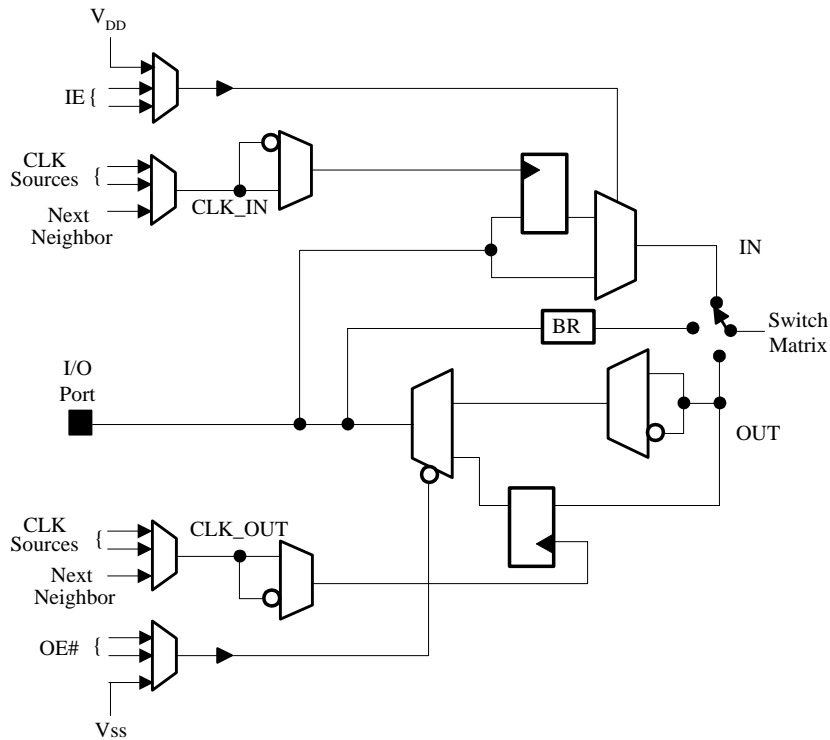 VDD
IE {
CLK
Sources {
Next
Neighbor
CLK_IN
IN
BR
Switch
Matrix
I/O
Port
OUT
CLK
Sources {
Next
Neighbor
CLK_OUT
OE# {
Vss